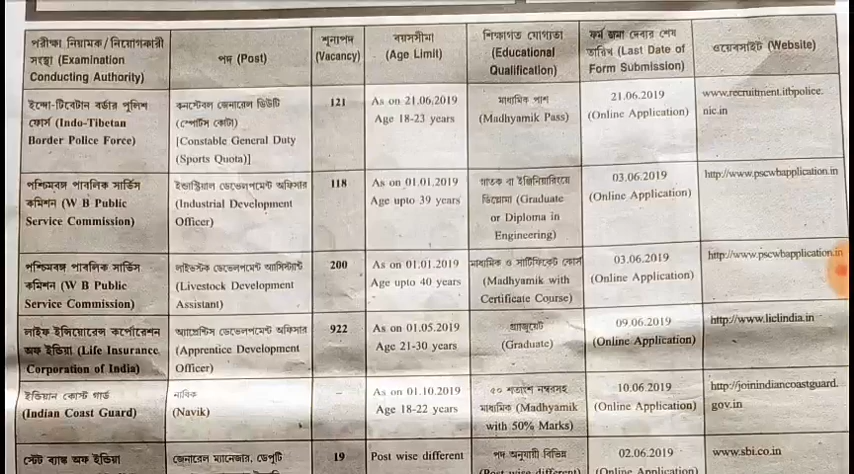 পরীক্ষা নিয়ামক/নিয়োগকারী
সংস্থা (Examination
Conducting Authority)
পদ (Post)
শূন্যপদ
(Vacancy)
বয়সসীমা
(Age Limit)
শিক্ষাগত যোগ্যতা
(Educational
Qualification)
ফর্ম জমা দেবার শেষ
তারিখ (Last Date of
Form Submission)
ওয়েবসাইট (Website)
ইন্দো-টিবেটান বর্ডার পুলিশ
ফোর্স (Indo-Tibetan
Border Police Force)
কনস্টেবল জেনারেল ডিউটি
(স্পোর্টস কোটা)
[Constable General Duty
(Sports Quota)]
121
As on 21.06.2019
Age 18-23 years
মাধ্যমিক পাশ
(Madhyamik Pass)
21.06.2019
(Online Application)
www.recruitment.itbpolice.
nic.in
পশ্চিমবঙ্গ পাবলিক সার্ভিস
কমিশন (W B Public
Service Commission)
ইন্ডাস্ট্রিয়াল ডেভেলপমেন্ট অফিসার
(Industrial Development
Officer)
118
As on 01.01.2019
Age upto 39 years
স্নাতক বা ইঞ্জিনিয়ারিংয়ে
ডিপ্লোমা (Graduate
or Diploma in
Engineering)
03.06.2019
(Online Application)
http://www.pscwbapplication.in
পশ্চিমবঙ্গ পাবলিক সার্ভিস
কমিশন (W B Public
Service Commission)
লাইভস্টক ডেভেলপমেন্ট অ্যাসিস্ট্যান্ট
(Livestock Development
Assistant)
200
As on 01.01.2019
Age upto 40 years
মাধ্যমিক ও সার্টিফিকেট কোর্স
(Madhyamik with
Certificate Course)
03.06.2019
(Online Application)
http://www.pscwbapplication.in
লাইফ ইন্সিওরেন্স কর্পোরেশন
অফ ইন্ডিয়া (Life Insurance
Corporation of India)
অ্যাপ্রেন্টিস ডেভেলপমেন্ট অফিসার
(Apprentice Development
Officer)
922
As on 01.05.2019
Age 21-30 years
গ্র্যাজুয়েট
(Graduate)
09.06.2019
(Online Application)
http://www.liclindia.in
ইন্ডিয়ান কোস্ট গার্ড
(Indian Coast Guard)
নাবিক
(Navik)
–
As on 01.10.2019
Age 18-22 years
৫০ শতাংশ নম্বরসহ
মাধ্যমিক (Madhyamik
with 50% Marks)
10.06.2019
(Online Application)
http://joinindiancoastguard.
gov.in
স্টেট ব্যাঙ্ক অফ ইন্ডিয়া
জেনারেল ম্যানেজার, ডেপুটি
19
Post wise different
পদ অনুযায়ী বিভিন্ন
(Post wise different)
02.06.2019
(Online Application)
www.sbi.co.in